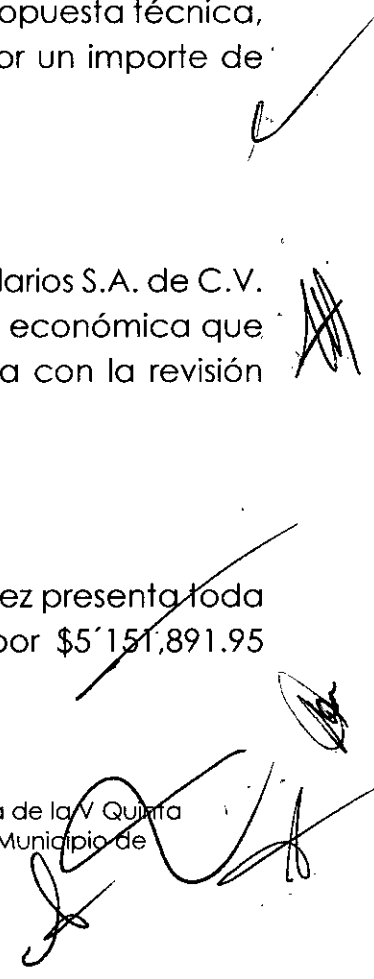 opuesta técnica,
or un importe de
larios S.A. de C.V.
económica que
a con la revisión
ez presenta toda
por $5´151,891.95
a de la V Quinta
Municipio de